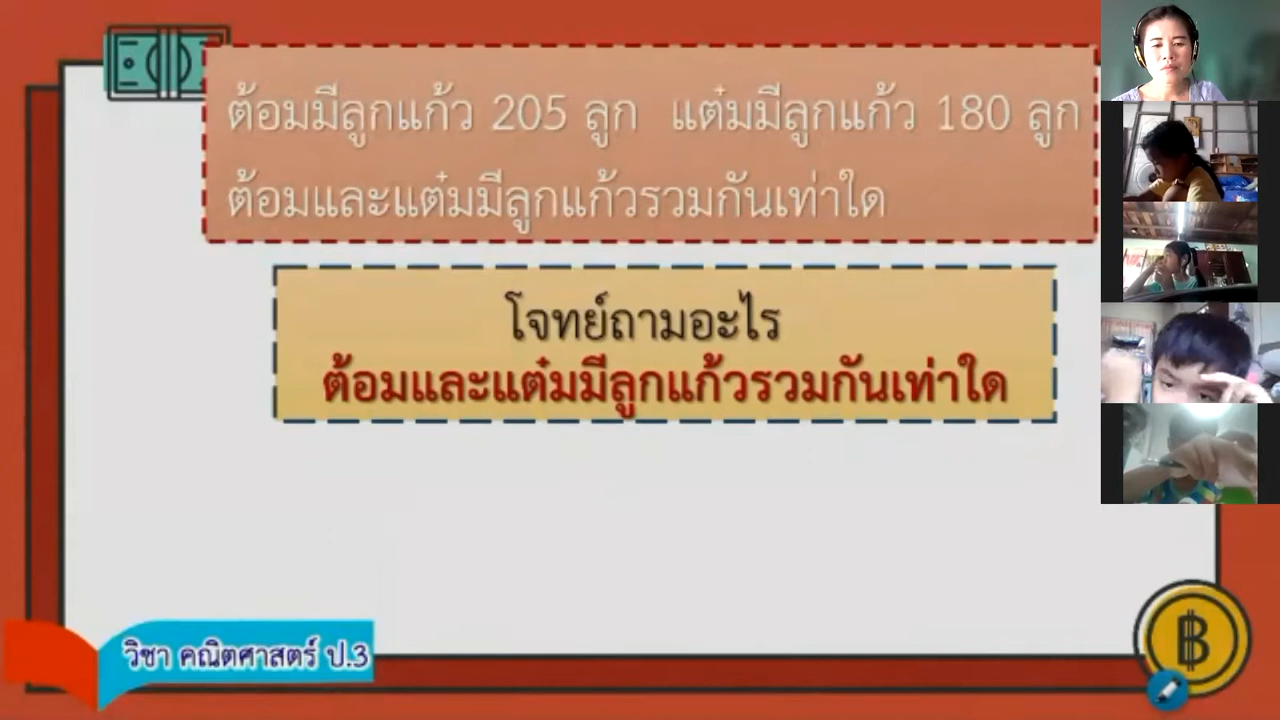 ต้อมมีลูกแก้ว 205 ลูก แต๋มมีลูกแก้ว 180 ลูก
ต้อมและแต๋มมีลูกแก้วรวมกันเท่าใด
โจทย์ถามอะไร
ต้อมและแต๋มมีลูกแก้วรวมกันเท่าใด
วิชา คณิตศาสตร์ ป.3